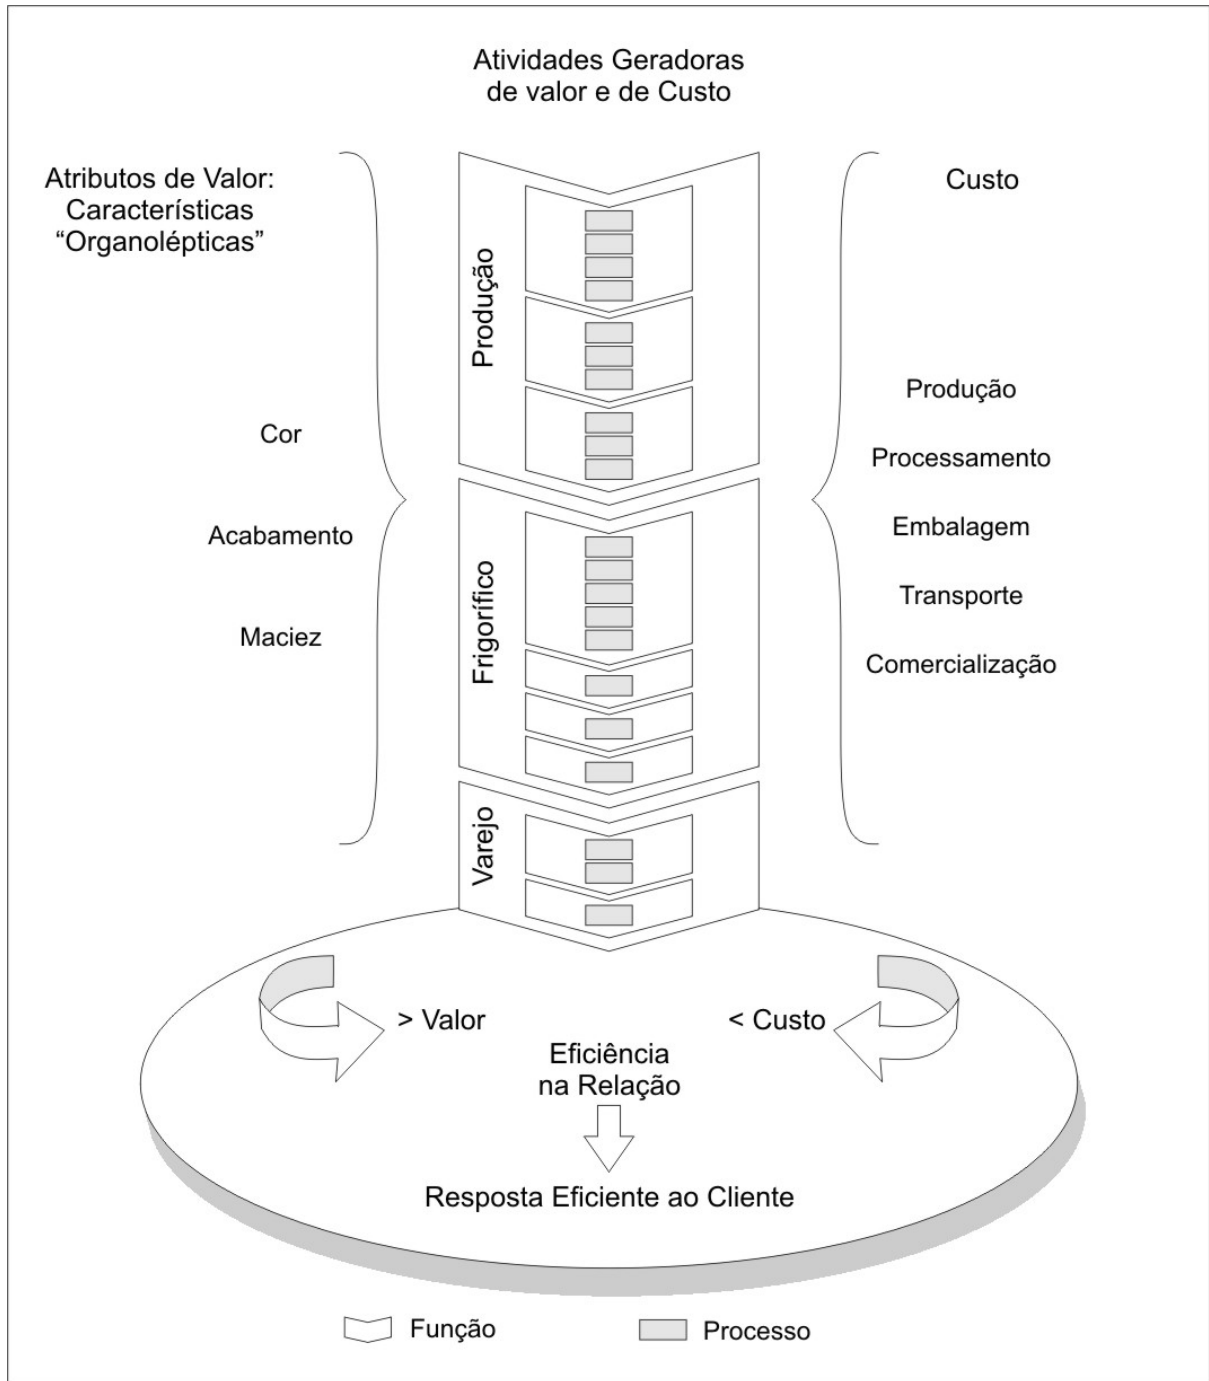 Atividades Geradoras
de valor e de Custo
Atributos de Valor:
Características
“Organolépticas”
Custo
Produção
Cor
Acabamento
Maciez
Produção
Processamento
Embalagem
Transporte
Comercialização
Frigorífico
Varejo
> Valor
< Custo
Eficiência
na Relação
Resposta Eficiente ao Cliente
Função
Processo